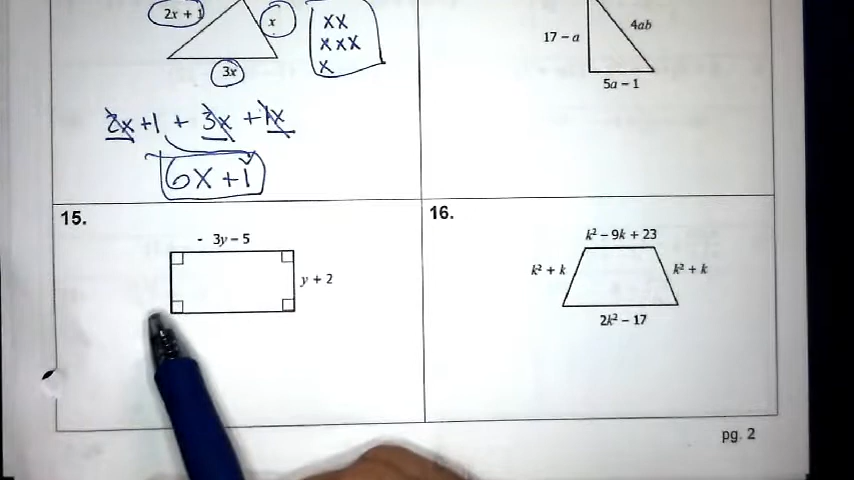 2x + 1
x
3x
xx
xxx
x
2x + 1 + 3x + 1x
6x + 1
17 − a
4ab
5a − 1
15.
- 3y − 5
y + 2
16.
k² − 9k + 23
k² + k
k² + k
2k² − 17
pg. 2